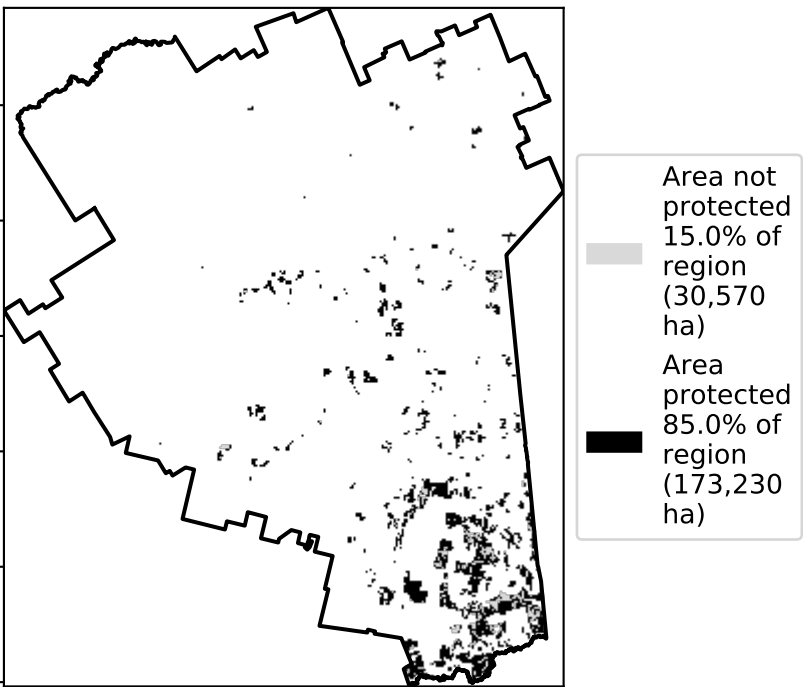 Area not
protected
15.0% of
region
(30,570
ha)
Area
protected
85.0% of
region
(173,230
ha)